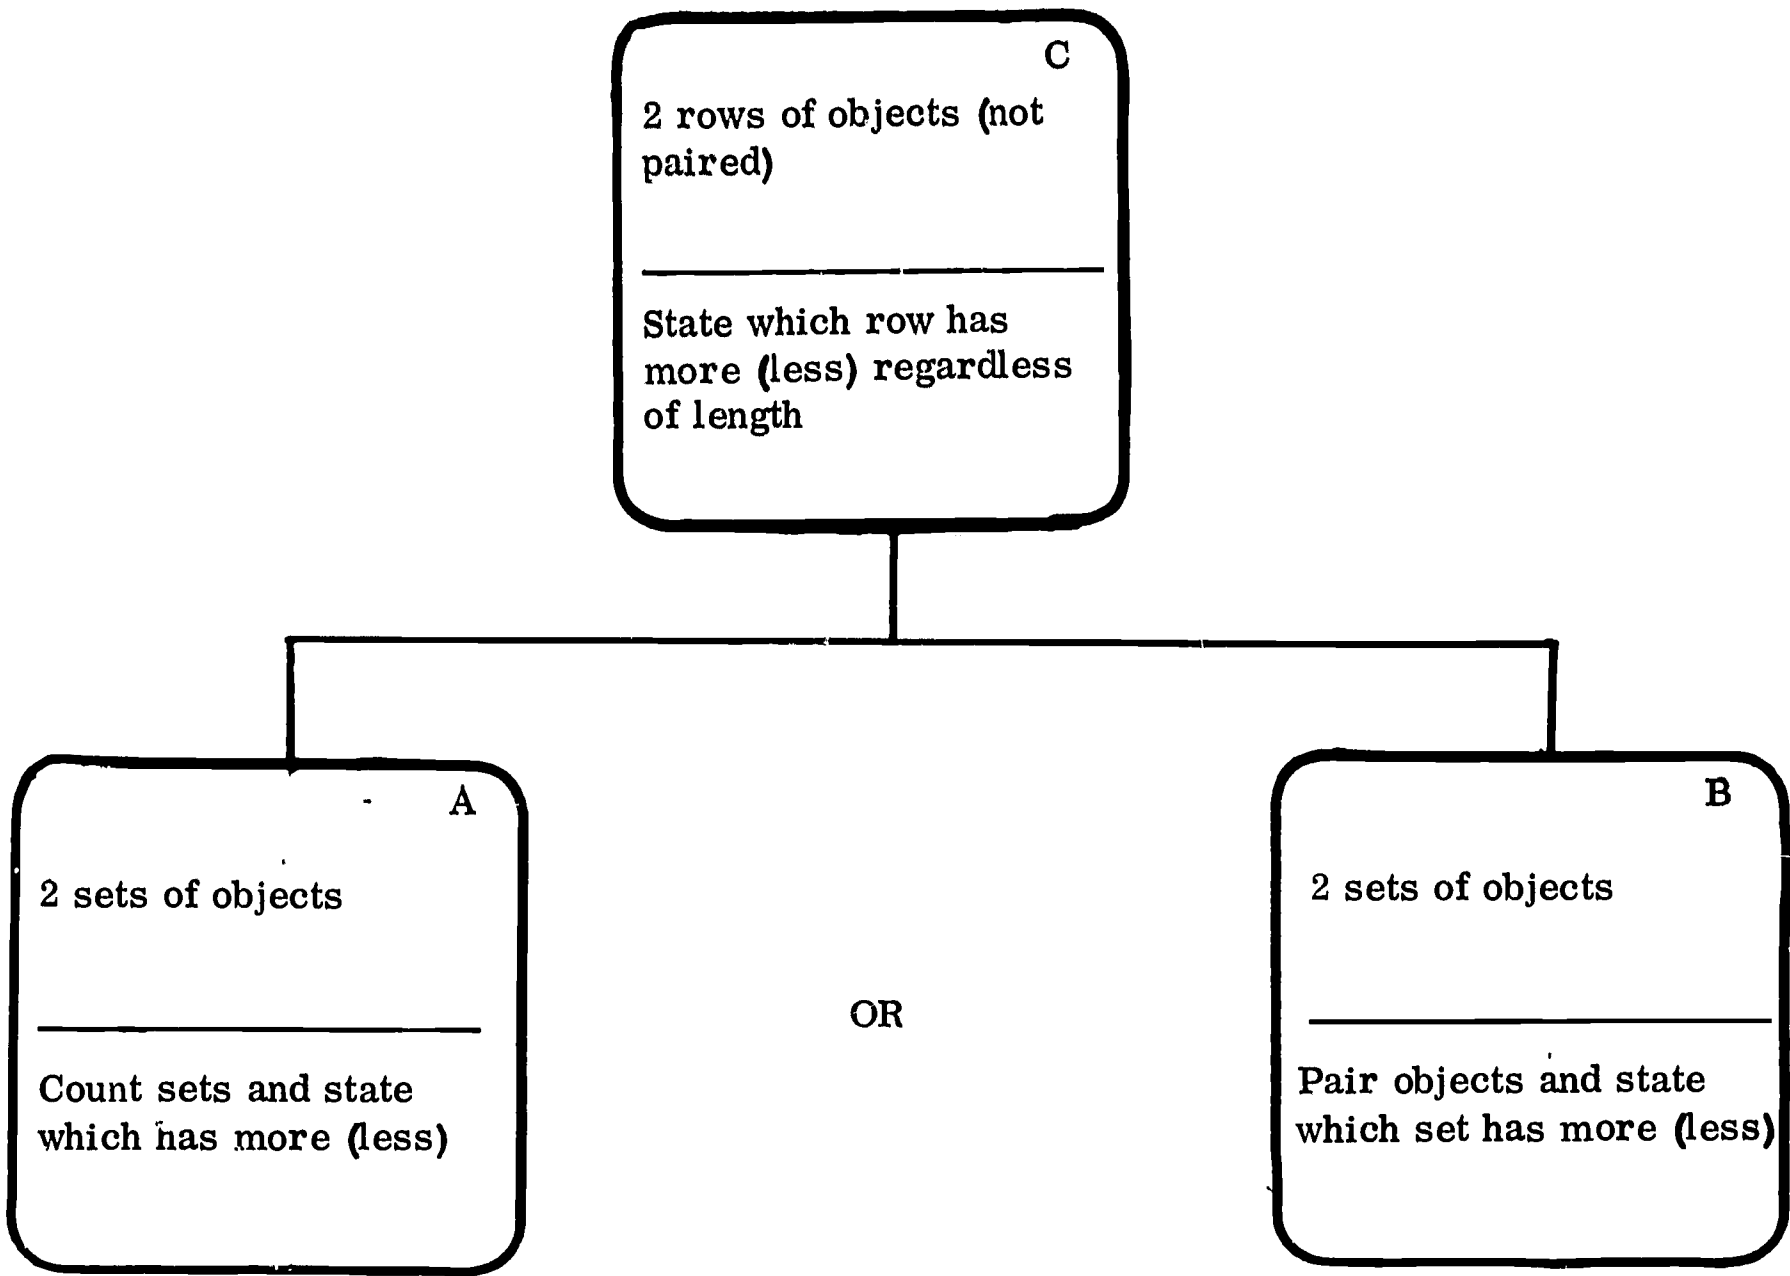 C
2 rows of objects (not
paired)
State which row has
more (less) regardless
of length
A
2 sets of objects
Count sets and state
which has more (less)
OR
B
2 sets of objects
Pair objects and state
which set has more (less)